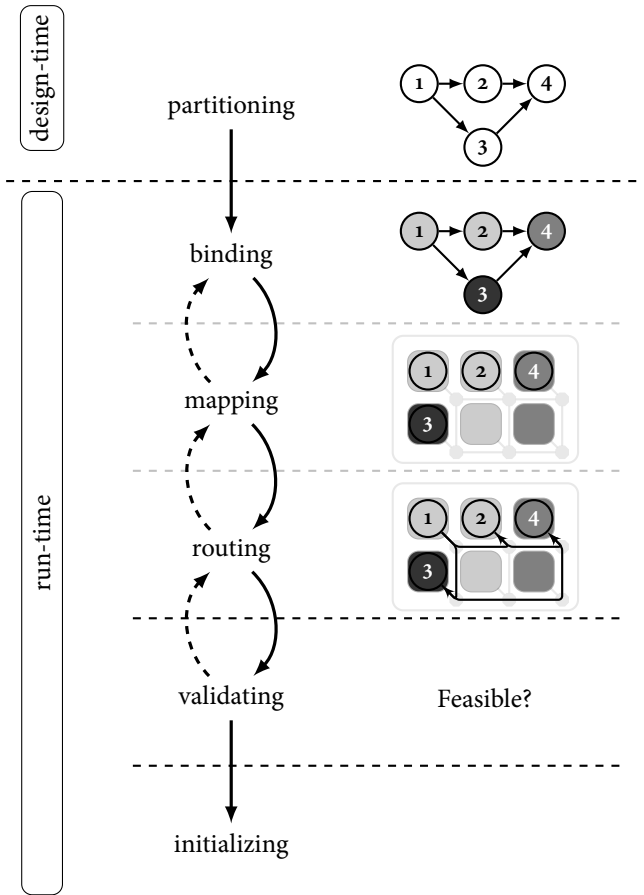 design-time
partitioning
1 2 4
3
run-time
binding
1 2 4
3
mapping
1 2 4
3
routing
1 2 4
3
validating
Feasible?
initializing